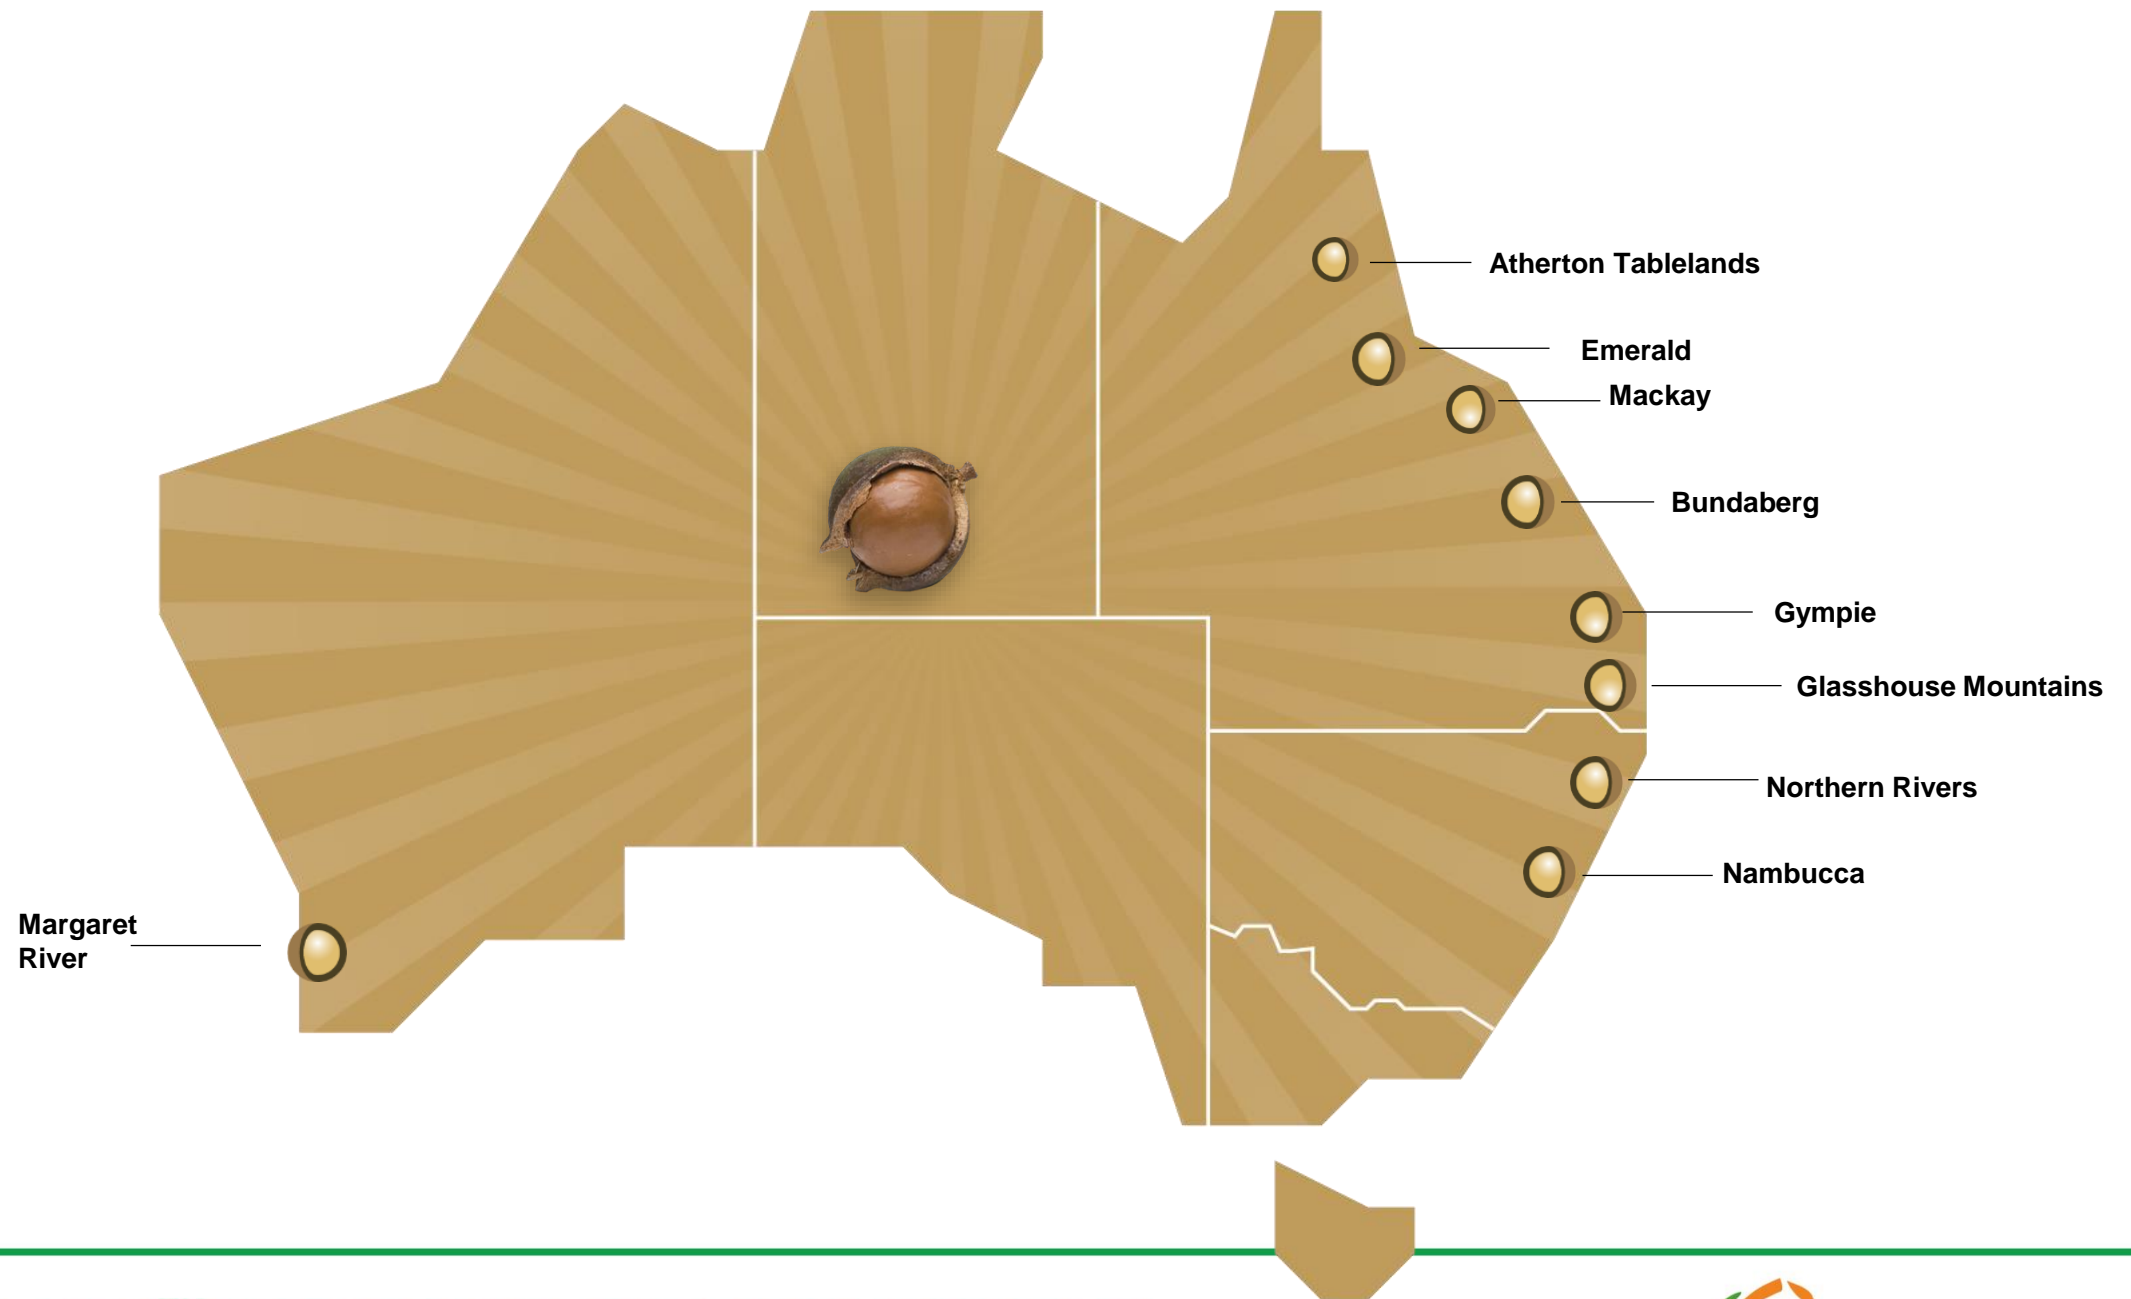 Atherton Tablelands
Emerald
Mackay
Bundaberg
Gympie
Glasshouse Mountains
Northern Rivers
Nambucca
Margaret
River